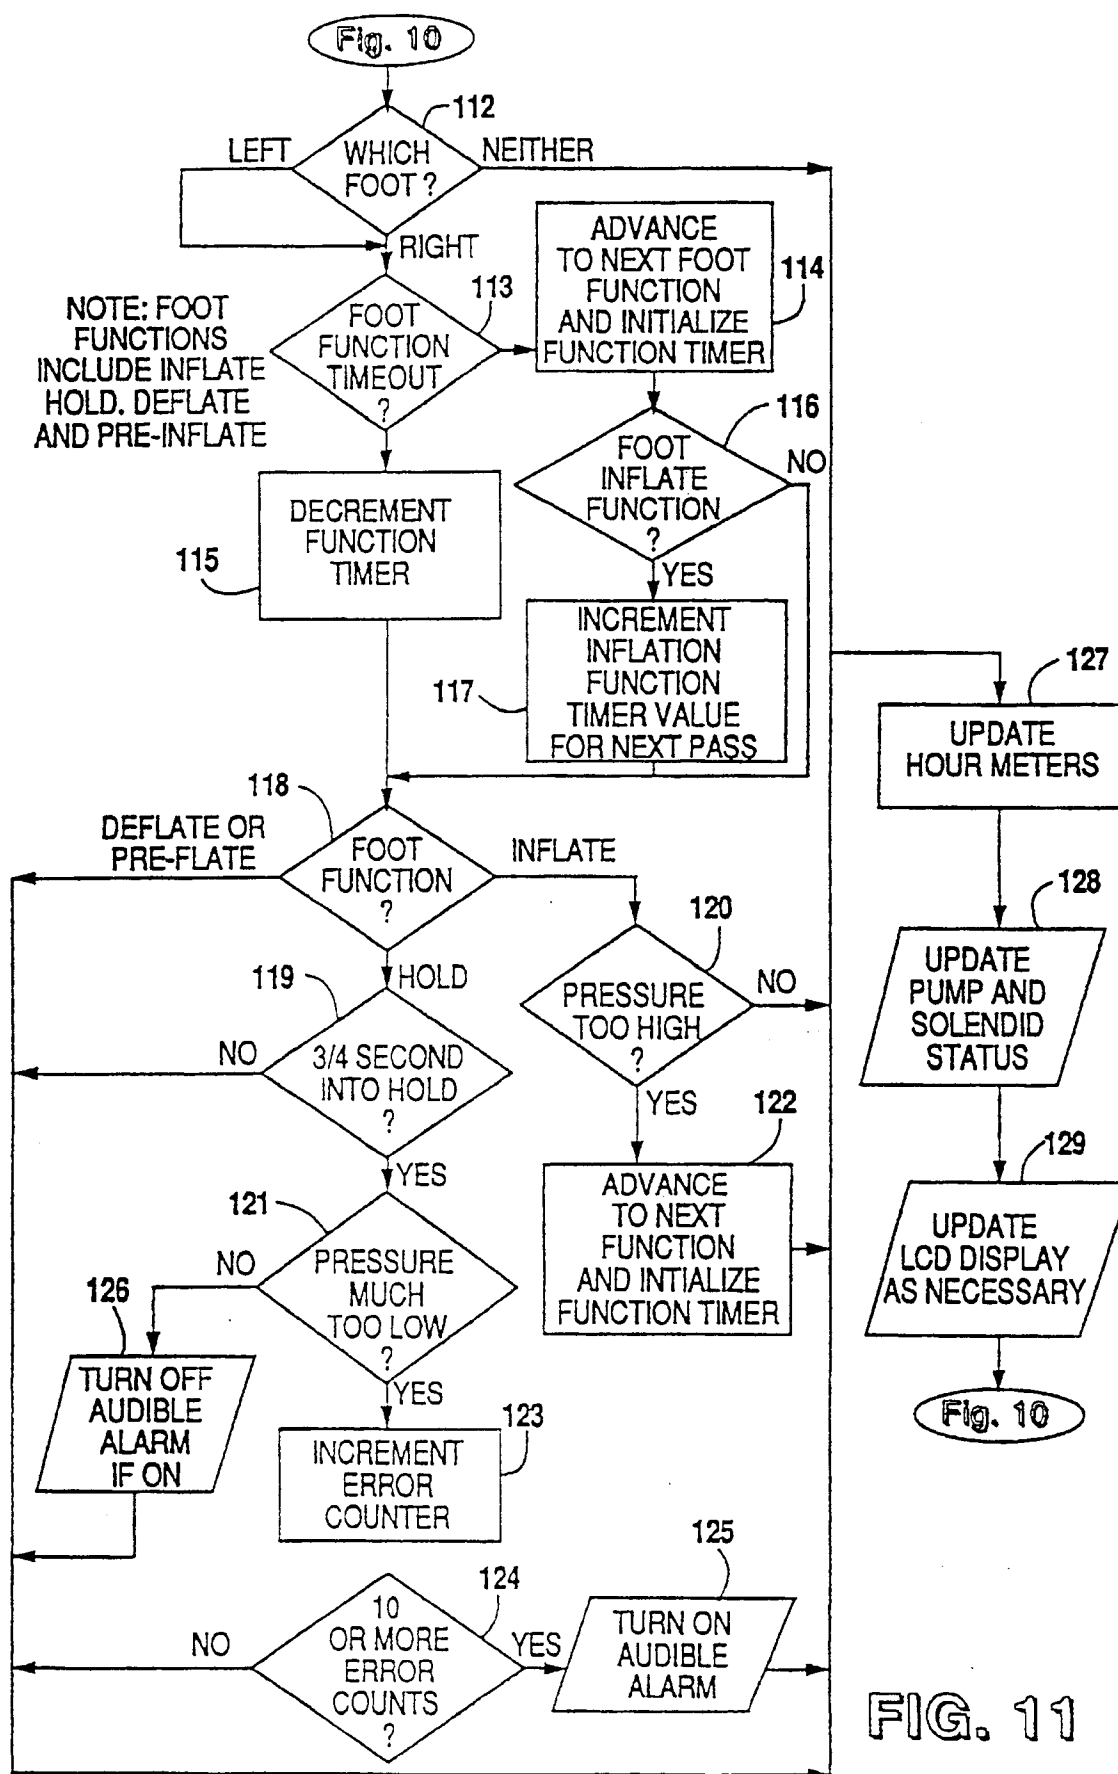 Fig. 10
112
LEFT
WHICH
FOOT ?
NEITHER
RIGHT
NOTE: FOOT
FUNCTIONS
INCLUDE INFLATE
HOLD. DEFLATE
AND PRE-INFLATE
113
FOOT
FUNCTION
TIMEOUT
?
ADVANCE
TO NEXT FOOT
FUNCTION
AND INITIALIZE
FUNCTION TIMER
114
116
FOOT
INFLATE
FUNCTION
?
NO
YES
115
DECREMENT
FUNCTION
TIMER
117
INCREMENT
INFLATION
FUNCTION
TIMER VALUE
FOR NEXT PASS
127
UPDATE
HOUR METERS
118
DEFLATE OR
PRE-FLATE
FOOT
FUNCTION
?
INFLATE
HOLD
128
UPDATE
PUMP AND
SOLENDID
STATUS
120
PRESSURE
TOO HIGH
?
NO
YES
119
NO
3/4 SECOND
INTO HOLD
?
YES
122
ADVANCE
TO NEXT
FUNCTION
AND INTIALIZE
FUNCTION TIMER
129
UPDATE
LCD DISPLAY
AS NECESSARY
Fig. 10
121
NO
PRESSURE
MUCH
TOO LOW
?
YES
126
TURN OFF
AUDIBLE
ALARM
IF ON
123
INCREMENT
ERROR
COUNTER
124
NO
10
OR MORE
ERROR
COUNTS
?
YES
125
TURN ON
AUDIBLE
ALARM
FIG. 11